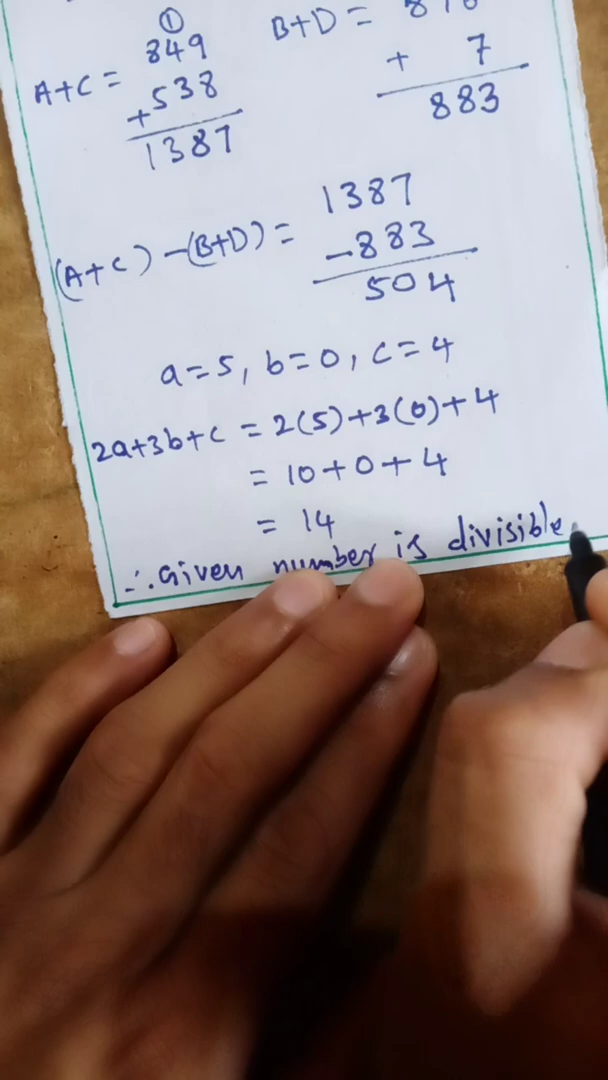 ①
849
A+C =
+538
1387
B+D =
+ 7
883
1387
(A+C) -(B+D) =
-883
504
a=5, b=0, c=4
2a+3b+c = 2(5)+3(0)+4
= 10+0+4
= 14
∴ Given number is divisible